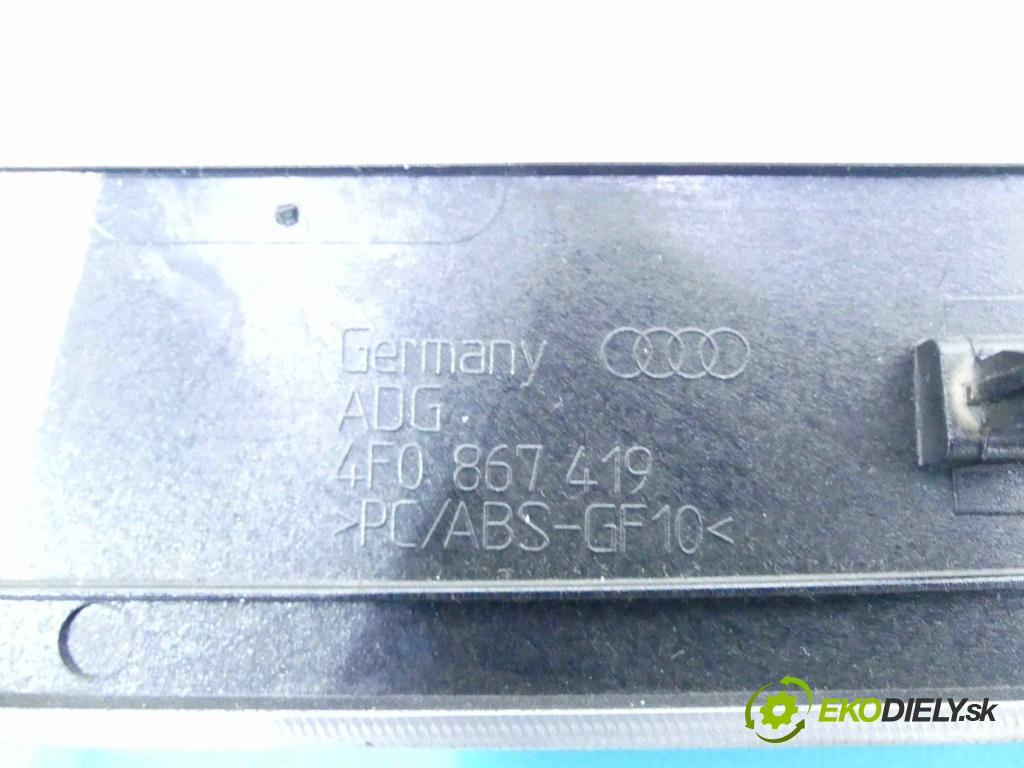 Germany
ADG
4F0 867 419
>PC/ABS-GF10<
EKODIELY.sk